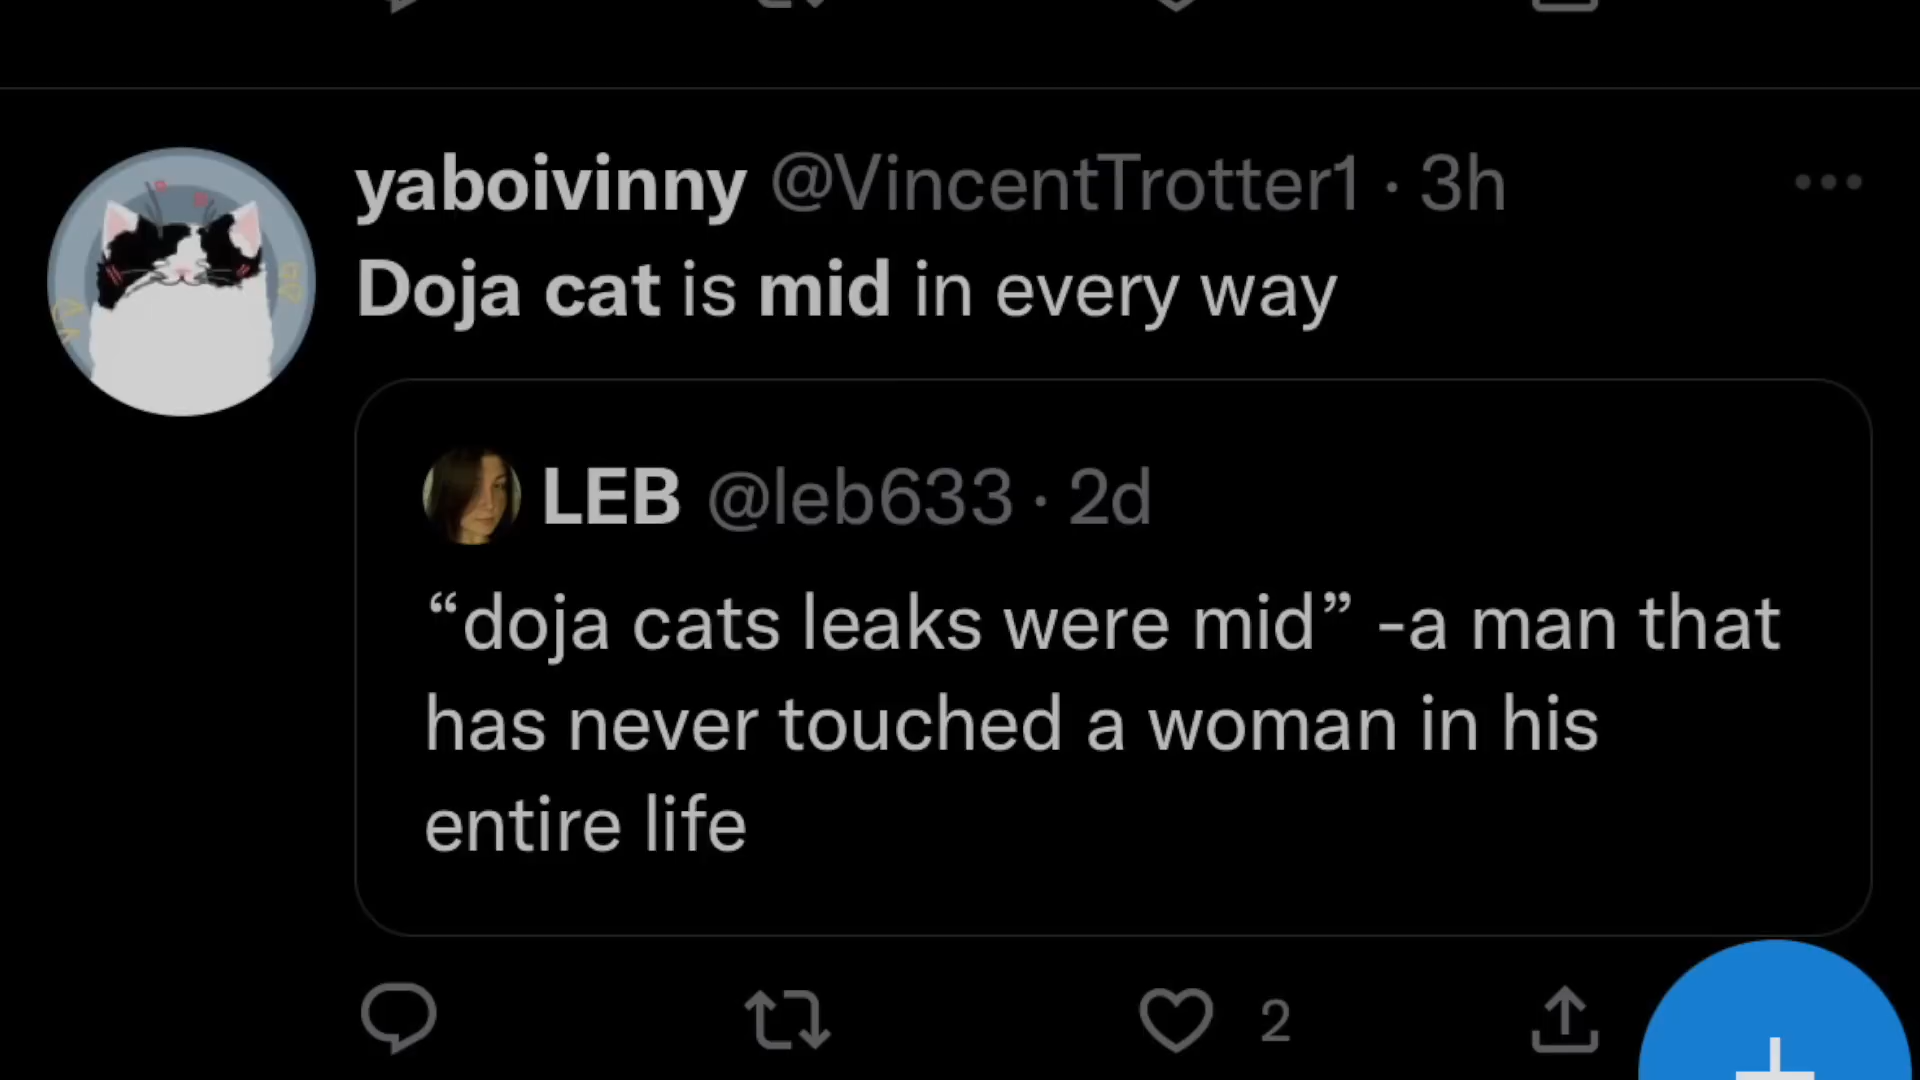 yaboivinny @VincentTrotter1 · 3h
Doja cat is mid in every way
LEB @leb633 · 2d
“doja cats leaks were mid” -a man that
has never touched a woman in his
entire life
2